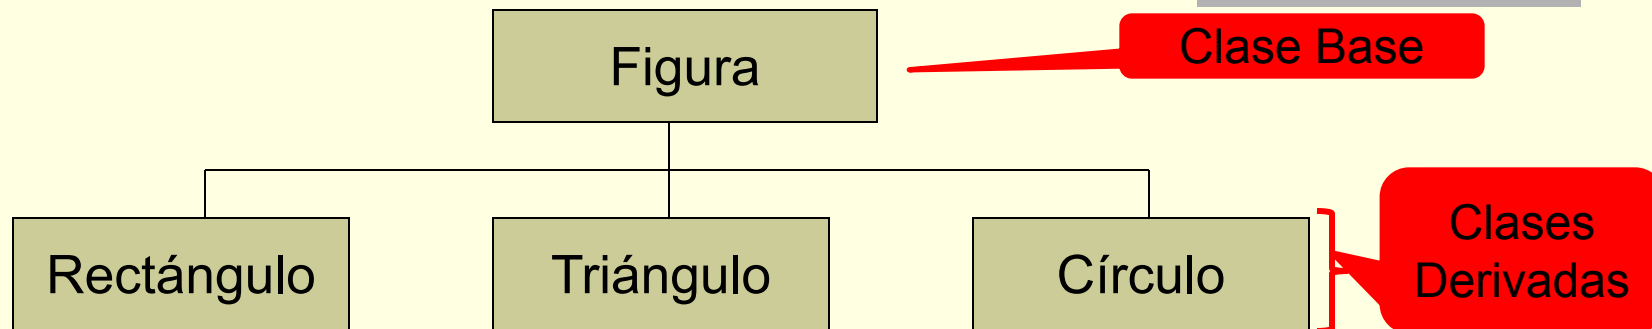 Figura
Clase Base
Rectángulo
Triángulo
Círculo
Clases
Derivadas